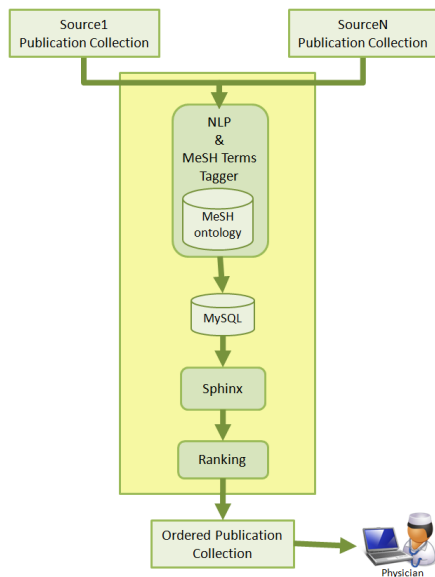 Source1
Publication Collection
SourceN
Publication Collection
NLP
&
MeSH Terms
Tagger
MeSH
ontology
MySQL
Sphinx
Ranking
Ordered Publication
Collection
Physician